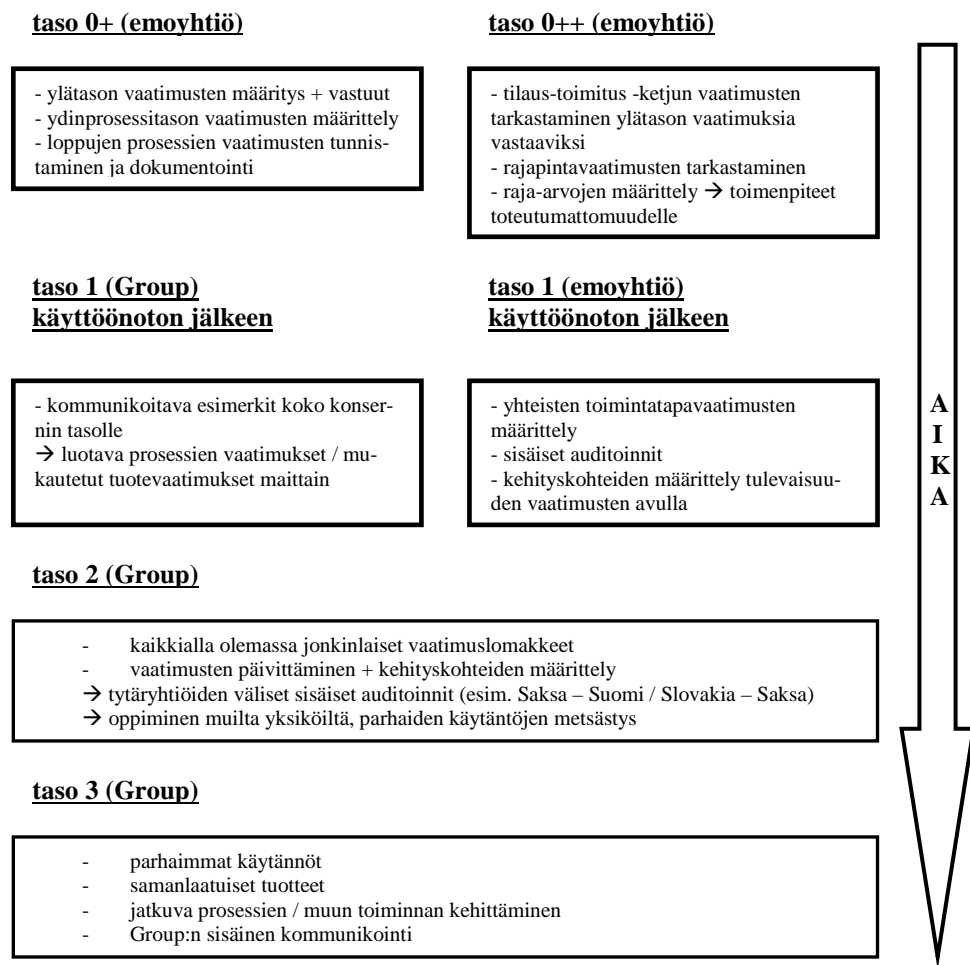 taso 0+ (emoyhtiö)
- ylätason vaatimusten määritys + vastuut
- ydinprosessitason vaatimusten määrittely
- loppujen prosessien vaatimusten tunnis-
taminen ja dokumentointi
taso 0++ (emoyhtiö)
- tilaus-toimitus -ketjun vaatimusten
tarkastaminen ylätason vaatimuksia
vastaaviksi
- rajapintavaatimusten tarkastaminen
- raja-arvojen määrittely → toimenpiteet
toteutumattomuudelle
taso 1 (Group)
käyttöönoton jälkeen
- kommunikoitava esimerkit koko konser-
nin tasolle
→ luotava prosessien vaatimukset / mu-
kautetut tuotevaatimukset maittain
taso 1 (emoyhtiö)
käyttöönoton jälkeen
- yhteisten toimintatapavaatimusten
määrittely
- sisäiset auditoinnit
- kehityskohteiden määrittely tulevaisuu-
den vaatimusten avulla
taso 2 (Group)
- kaikkialla olemassa jonkinlaiset vaatimuslomakkeet
- vaatimusten päivittäminen + kehityskohteiden määrittely
→ tytäryhtiöiden väliset sisäiset auditoinnit (esim. Saksa – Suomi / Slovakia – Saksa)
→ oppiminen muilta yksiköiltä, parhaiden käytäntöjen metsästys
taso 3 (Group)
- parhaimmat käytännöt
- samanlaatuiset tuotteet
- jatkuva prosessien / muun toiminnan kehittäminen
- Group:n sisäinen kommunikointi
A
I
K
A